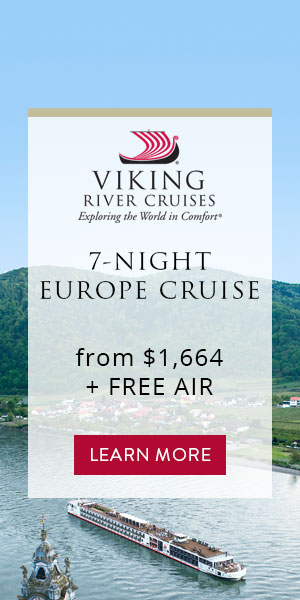 VIKING
RIVER CRUISES
Exploring the World in Comfort®
7-NIGHT
EUROPE CRUISE
from $1,664
+ FREE AIR
LEARN MORE